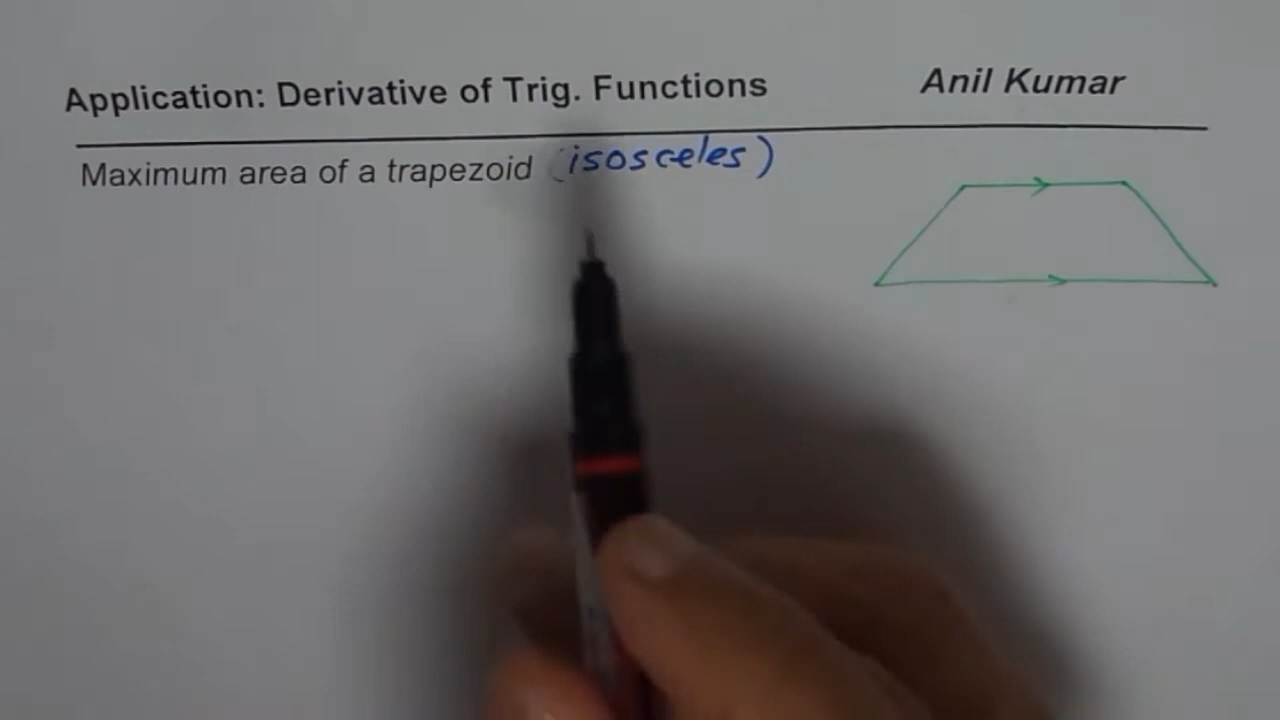 Application: Derivative of Trig. Functions Anil Kumar
Maximum area of a trapezoid (isosceles)